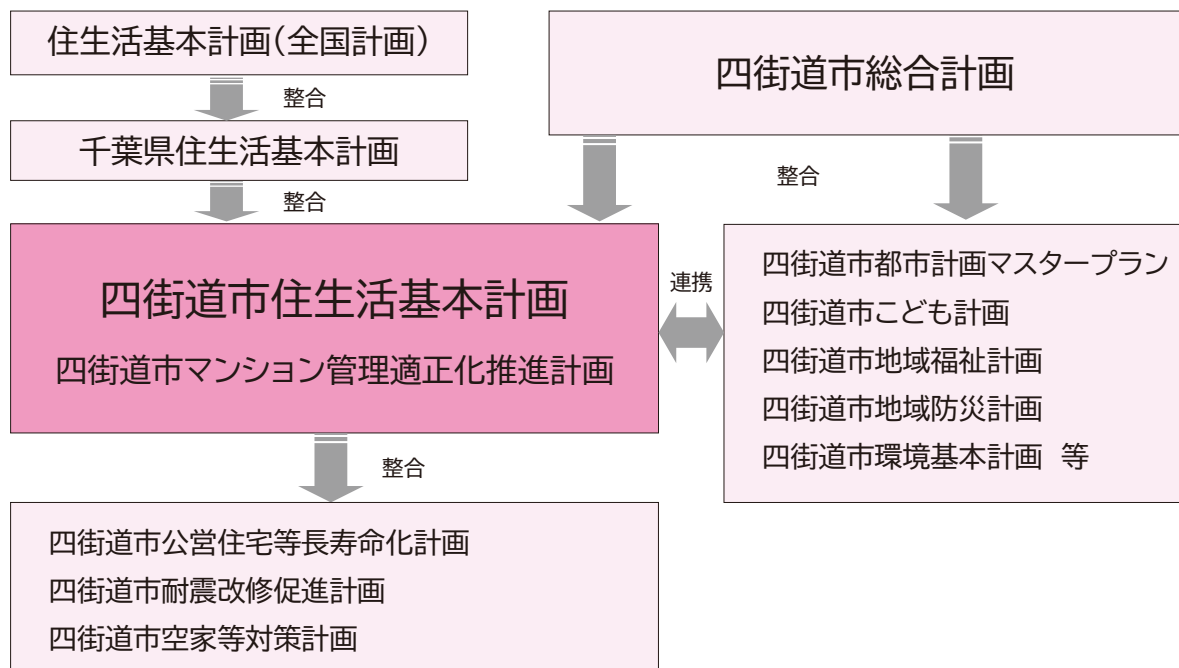 住生活基本計画(全国計画)
整合
千葉県住生活基本計画
整合
四街道市総合計画
整合
四街道市住生活基本計画
四街道市マンション管理適正化推進計画
連携
四街道市都市計画マスタープラン
四街道市こども計画
四街道市地域福祉計画
四街道市地域防災計画
四街道市環境基本計画 等
整合
四街道市公営住宅等長寿命化計画
四街道市耐震改修促進計画
四街道市空家等対策計画